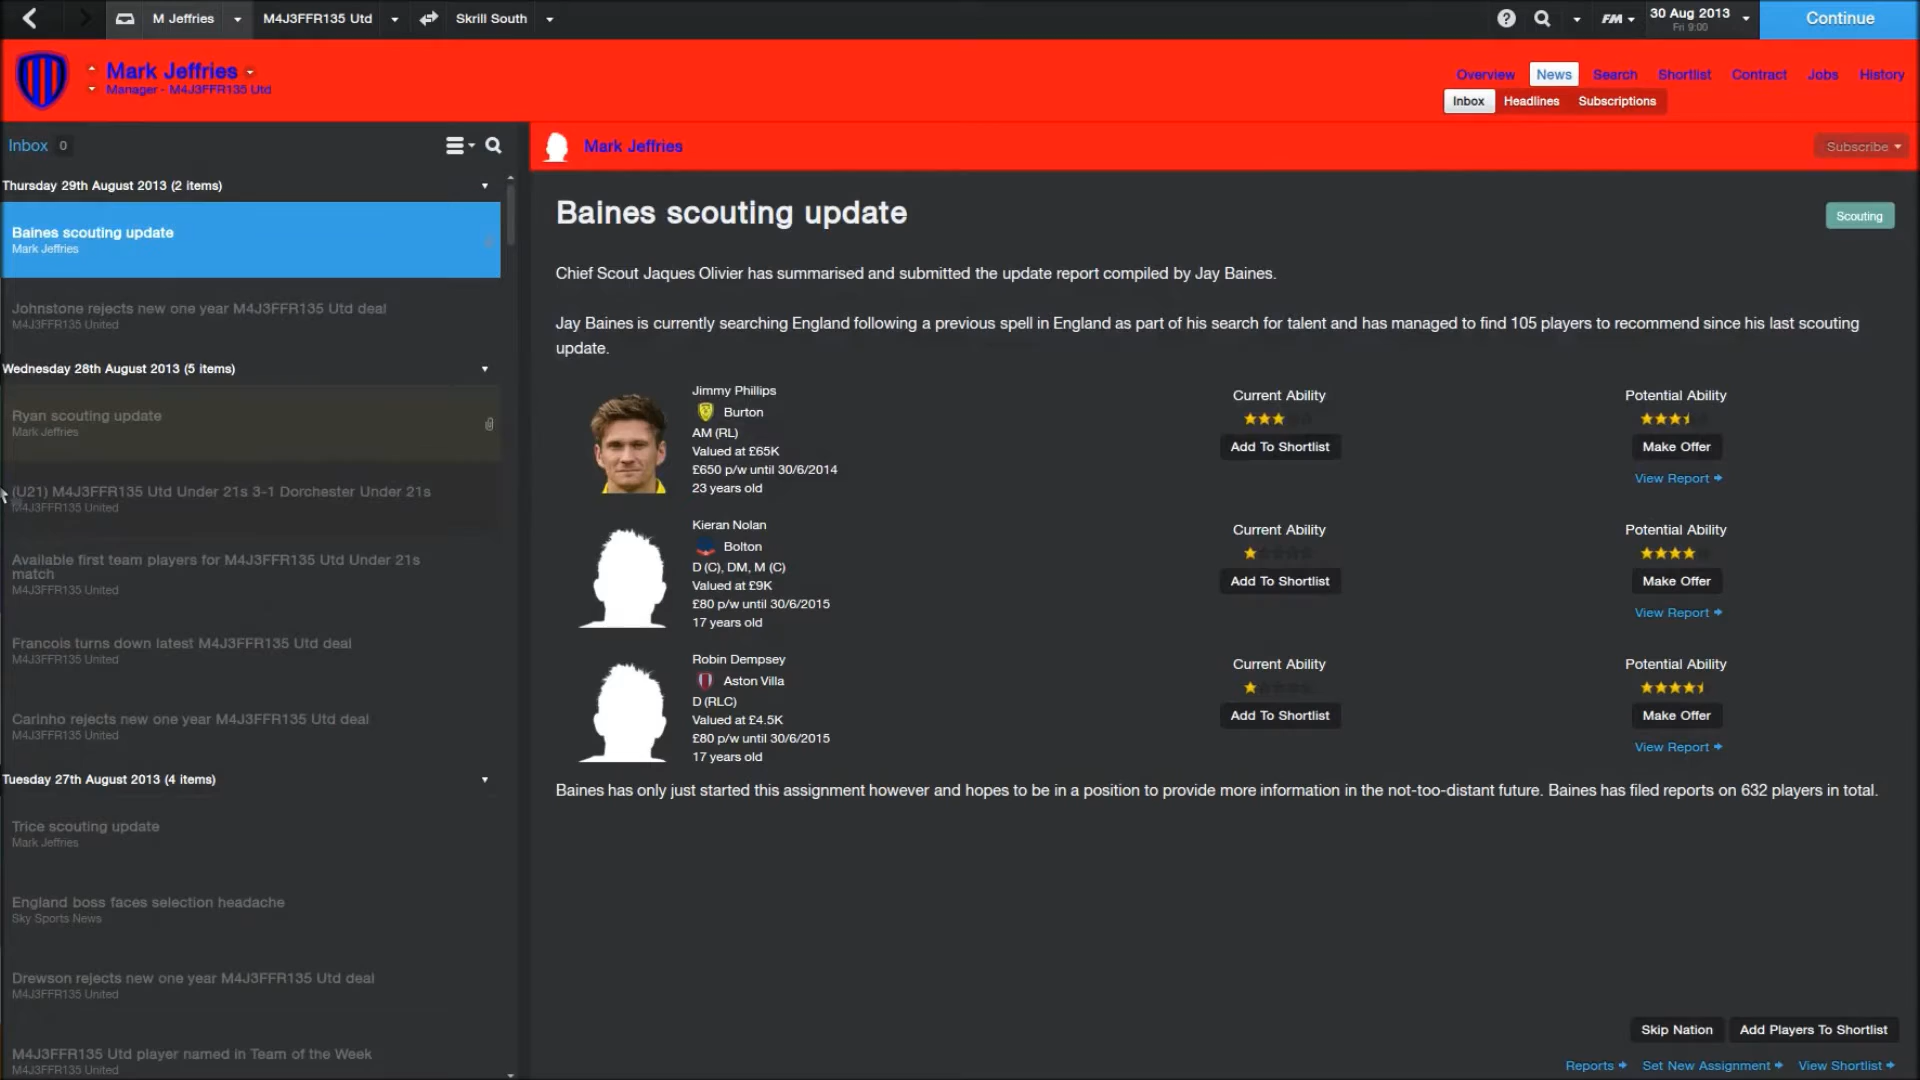 M Jeffries
M4J3FFR135 Utd
Skrill South
FM
30 Aug 2013
Fri 9:00
Continue
Mark Jeffries
Manager - M4J3FFR135 Utd
Overview
News
Search
Shortlist
Contract
Jobs
History
Inbox
Headlines
Subscriptions
Inbox 0
Mark Jeffries
Subscribe
Thursday 29th August 2013 (2 items)
Baines scouting update
Mark Jeffries
Johnstone rejects new one year M4J3FFR135 Utd deal
M4J3FFR135 United
Wednesday 28th August 2013 (5 items)
Ryan scouting update
Mark Jeffries
(U21) M4J3FFR135 Utd Under 21s 3-1 Dorchester Under 21s
M4J3FFR135 United
Available first team players for M4J3FFR135 Utd Under 21s
match
M4J3FFR135 United
Francois turns down latest M4J3FFR135 Utd deal
M4J3FFR135 United
Carinho rejects new one year M4J3FFR135 Utd deal
M4J3FFR135 United
Tuesday 27th August 2013 (4 items)
Trice scouting update
Mark Jeffries
England boss faces selection headache
Sky Sports News
Drewson rejects new one year M4J3FFR135 Utd deal
M4J3FFR135 United
M4J3FFR135 Utd player named in Team of the Week
M4J3FFR135 United
Baines scouting update
Scouting
Chief Scout Jaques Olivier has summarised and submitted the update report compiled by Jay Baines.
Jay Baines is currently searching England following a previous spell in England as part of his search for talent and has managed to find 105 players to recommend since his last scouting
update.
Jimmy Phillips
Burton
AM (RL)
Valued at £65K
£650 p/w until 30/6/2014
23 years old
Current Ability
Add To Shortlist
Potential Ability
Make Offer
View Report
Kieran Nolan
Bolton
D (C), DM, M (C)
Valued at £9K
£80 p/w until 30/6/2015
17 years old
Current Ability
Add To Shortlist
Potential Ability
Make Offer
View Report
Robin Dempsey
Aston Villa
D (RLC)
Valued at £4.5K
£80 p/w until 30/6/2015
17 years old
Current Ability
Add To Shortlist
Potential Ability
Make Offer
View Report
Baines has only just started this assignment however and hopes to be in a position to provide more information in the not-too-distant future. Baines has filed reports on 632 players in total.
Skip Nation
Add Players To Shortlist
Reports
Set New Assignment
View Shortlist